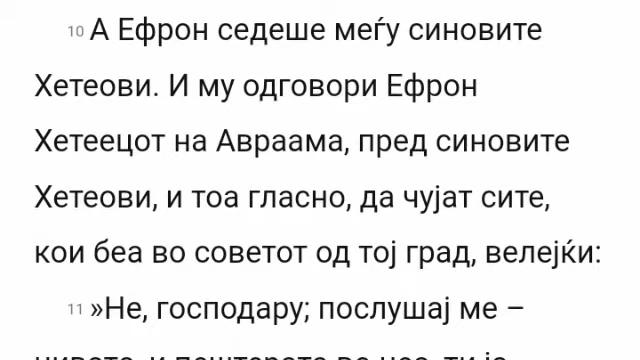 10 А Ефрон седеше меѓу синовите
Хетеови. И му одговори Ефрон
Хетеецот на Авраама, пред синовите
Хетеови, и тоа гласно, да чујат сите,
кои беа во советот од тој град, велејќи:
11 »Не, господару; послушај ме –